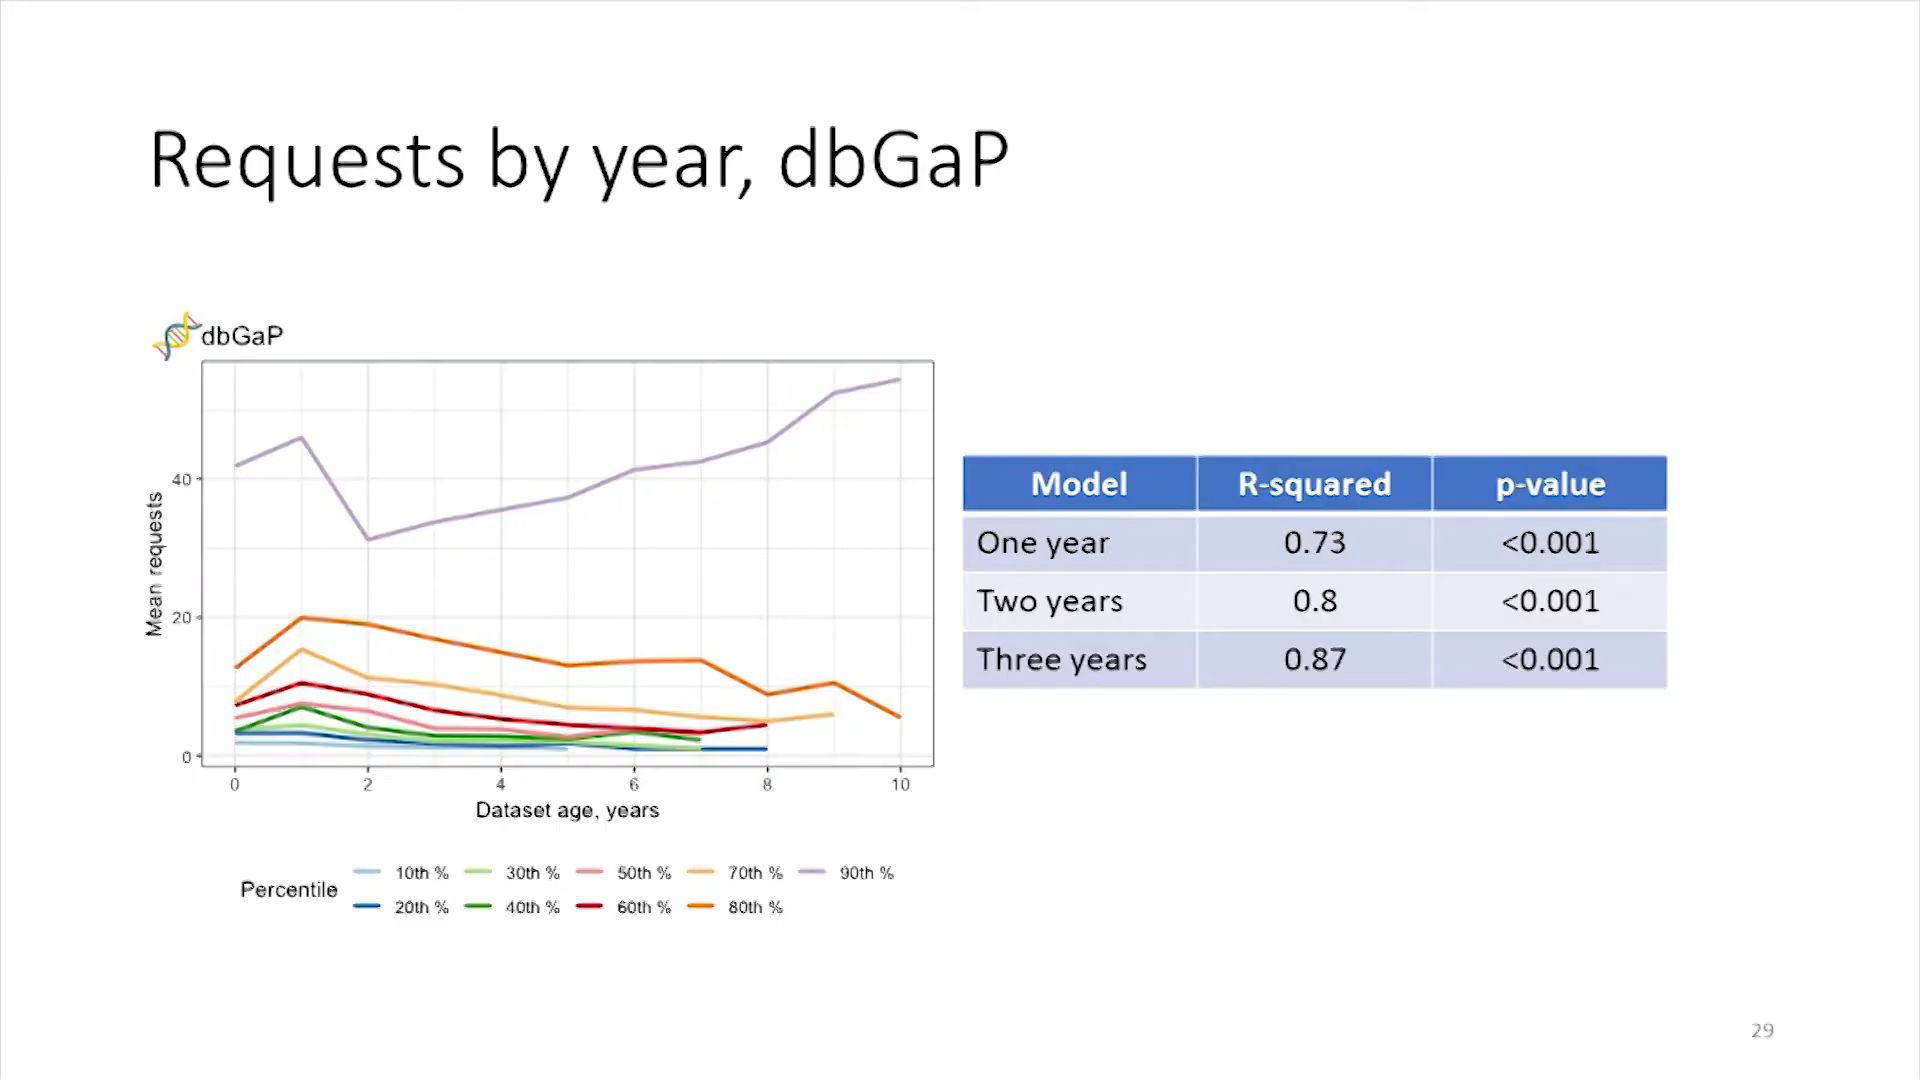 Requests by year, dbGaP
dbGaP
Mean requests
40
20
0
0 2 4 6 8 10
Dataset age, years
Percentile
10th % 30th % 50th % 70th % 90th %
20th % 40th % 60th % 80th %
Model R-squared p-value
One year 0.73 <0.001
Two years 0.8 <0.001
Three years 0.87 <0.001
29